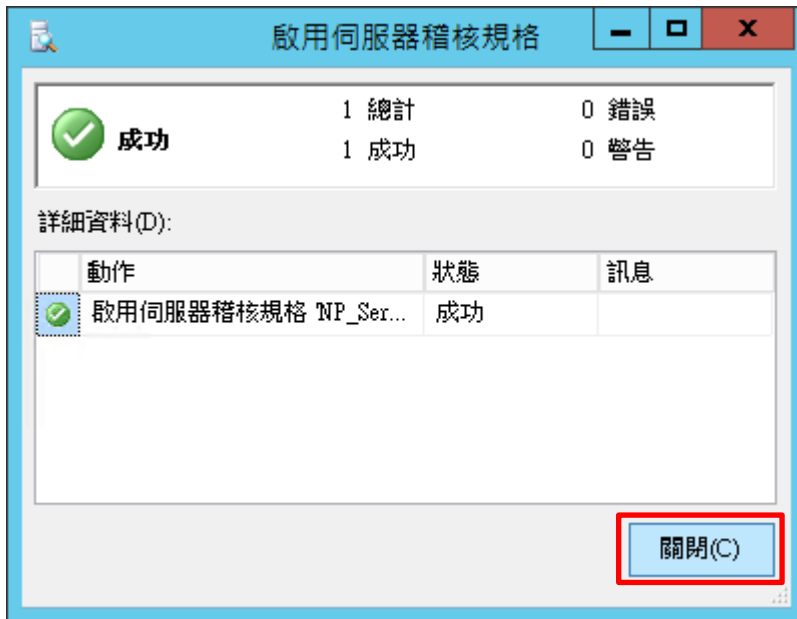 啟用伺服器稽核規格
成功
1 總計
0 錯誤
1 成功
0 警告
詳細資料(D):
動作 狀態 訊息
啟用伺服器稽核規格 'NP_Ser... 成功
關閉(C)